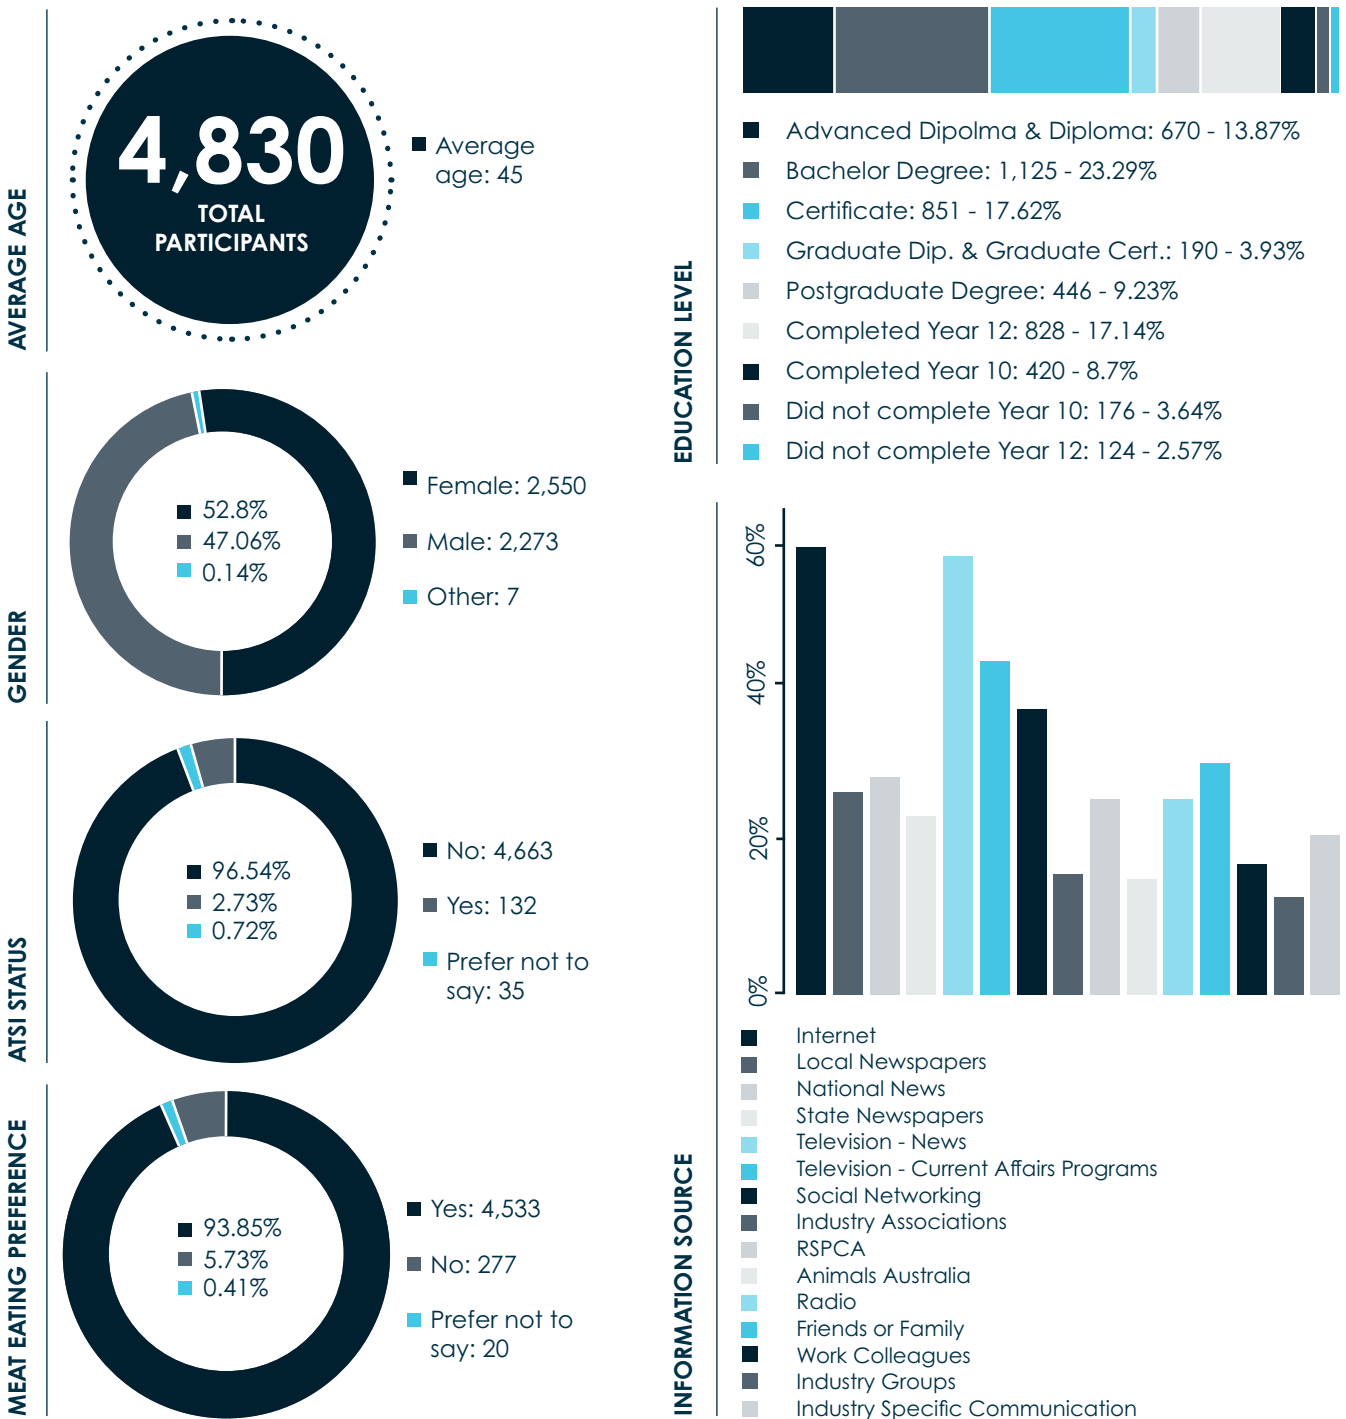 AVERAGE AGE
4,830
TOTAL
PARTICIPANTS
Average
age: 45
GENDER
52.8%
47.06%
0.14%
Female: 2,550
Male: 2,273
Other: 7
ATSI STATUS
96.54%
2.73%
0.72%
No: 4,663
Yes: 132
Prefer not to
say: 35
MEAT EATING PREFERENCE
93.85%
5.73%
0.41%
Yes: 4,533
No: 277
Prefer not to
say: 20
EDUCATION LEVEL
Advanced Dipolma & Diploma: 670 - 13.87%
Bachelor Degree: 1,125 - 23.29%
Certificate: 851 - 17.62%
Graduate Dip. & Graduate Cert.: 190 - 3.93%
Postgraduate Degree: 446 - 9.23%
Completed Year 12: 828 - 17.14%
Completed Year 10: 420 - 8.7%
Did not complete Year 10: 176 - 3.64%
Did not complete Year 12: 124 - 2.57%
INFORMATION SOURCE
60%
40%
20%
0%
Internet
Local Newspapers
National News
State Newspapers
Television - News
Television - Current Affairs Programs
Social Networking
Industry Associations
RSPCA
Animals Australia
Radio
Friends or Family
Work Colleagues
Industry Groups
Industry Specific Communication